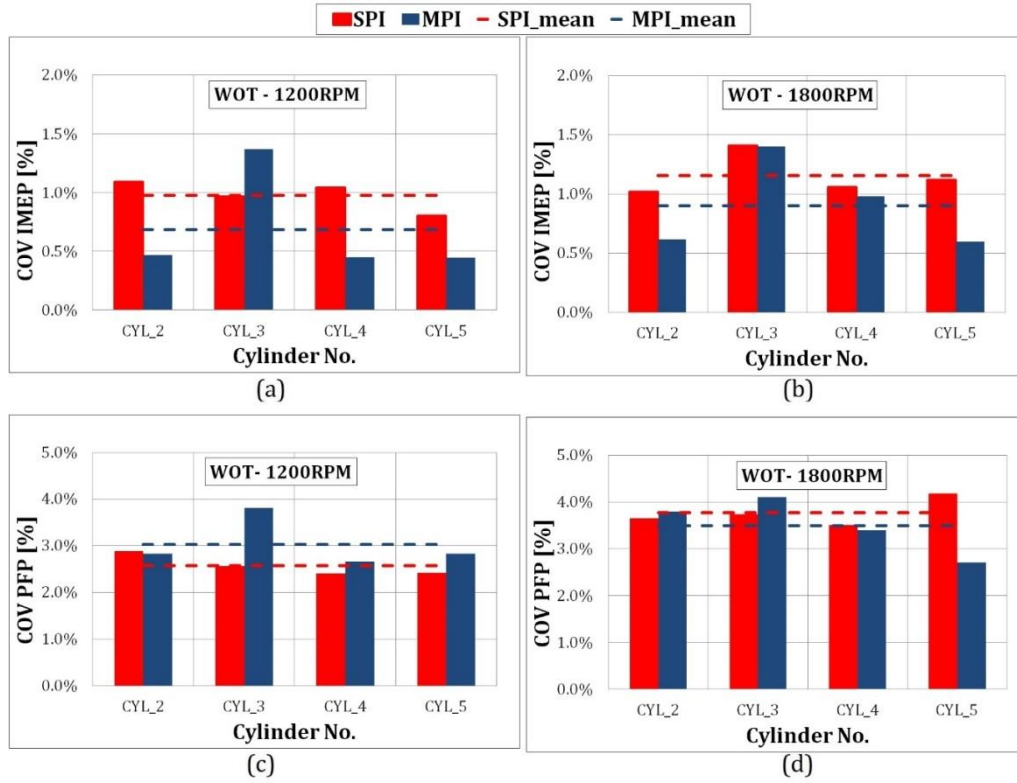 SPI MPI SPI_mean MPI_mean
COV IMEP [%]
2.0%
1.5%
1.0%
0.5%
0.0%
WOT - 1200RPM
CYL_2 CYL_3 CYL_4 CYL_5
Cylinder No.
(a)
COV IMEP [%]
2.0%
1.5%
1.0%
0.5%
0.0%
WOT - 1800RPM
CYL_2 CYL_3 CYL_4 CYL_5
Cylinder No.
(b)
COV PFP [%]
5.0%
4.0%
3.0%
2.0%
1.0%
0.0%
WOT- 1200RPM
CYL_2 CYL_3 CYL_4 CYL_5
Cylinder No.
(c)
COV PFP [%]
5.0%
4.0%
3.0%
2.0%
1.0%
0.0%
WOT- 1800RPM
CYL_2 CYL_3 CYL_4 CYL_5
Cylinder No.
(d)